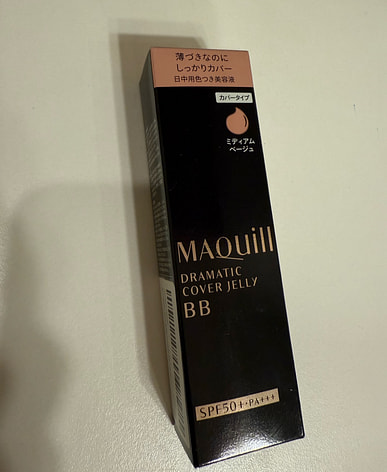 薄づきなのに
しっかりカバー
日中用色つき美容液
カバータイプ
ミディアム
ベージュ
MAQuill
DRAMATIC
COVER JELLY
BB
SPF50+・PA+++